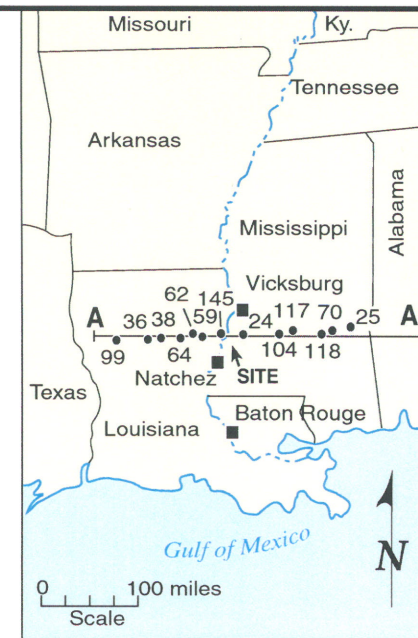 Missouri
Ky.
Tennessee
Arkansas
Alabama
Mississippi
Vicksburg
62
145
117 70
25
A
36 38
59
24
A
99
64
104 118
Natchez
SITE
Texas
Baton Rouge
Louisiana
Gulf of Mexico
N
0 100 miles
Scale